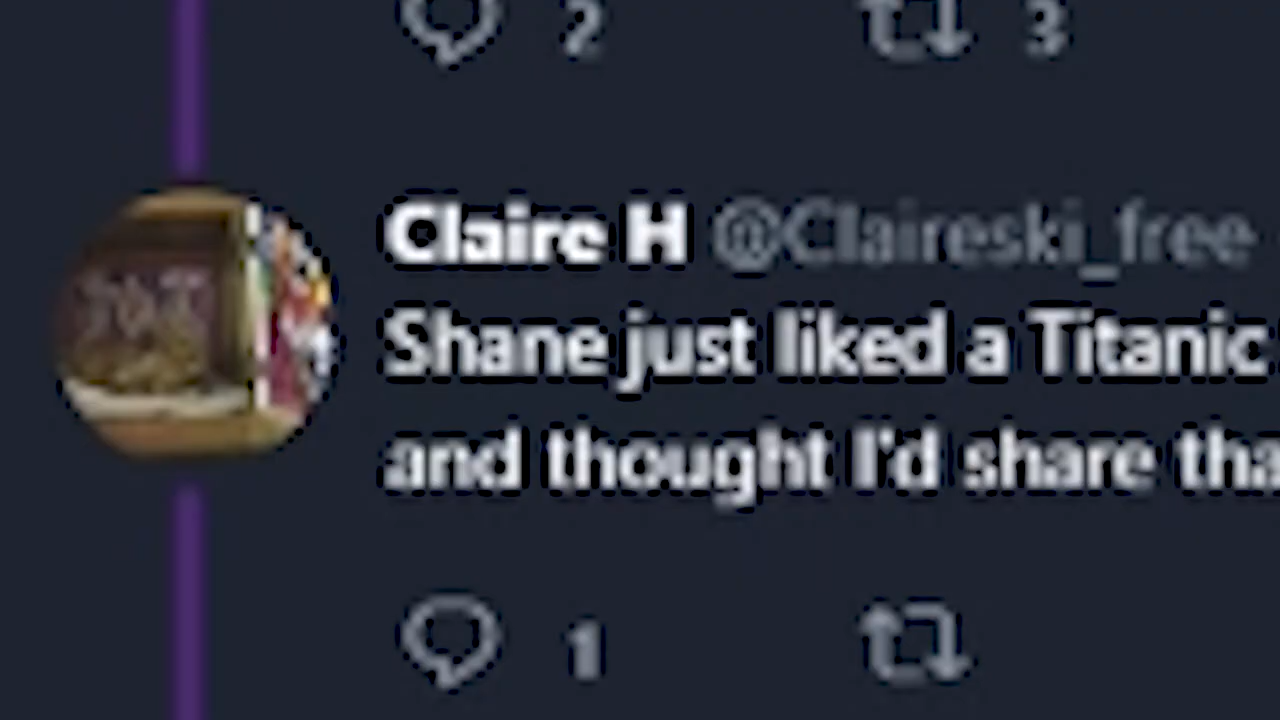 2 3
Claire H @Claireski_free
Shane just liked a Titanic
and thought I'd share tha
1